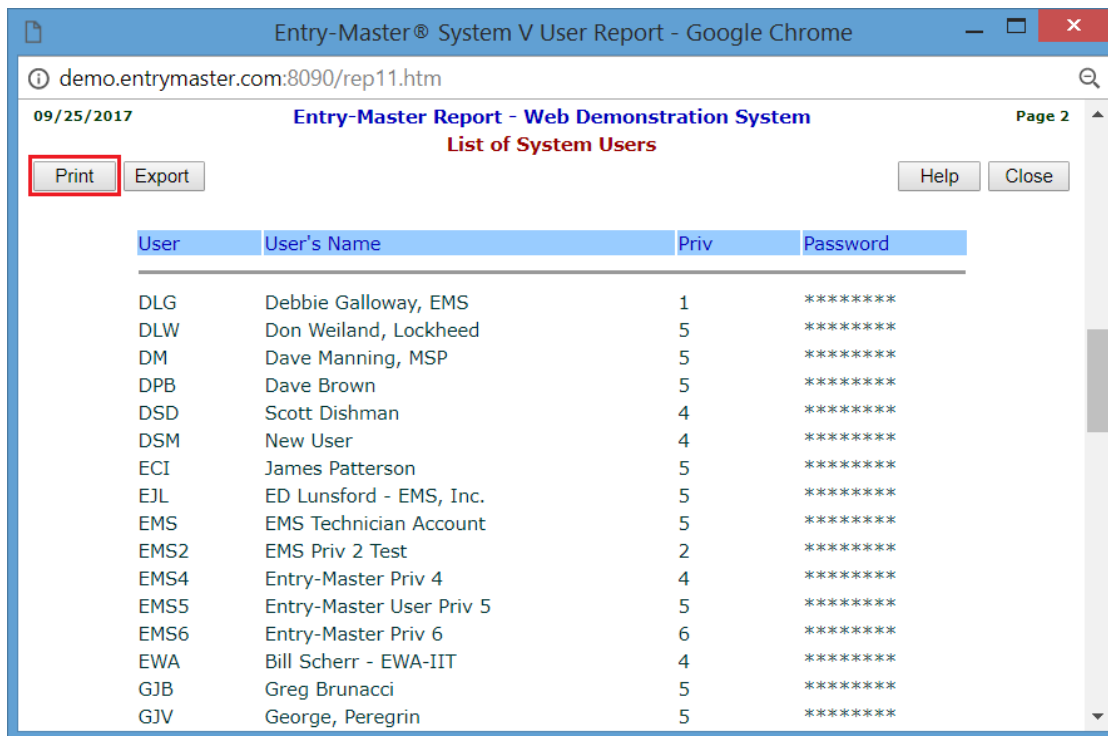 Entry-Master® System V User Report - Google Chrome
demo.entrymaster.com:8090/rep11.htm
09/25/2017 Entry-Master Report - Web Demonstration System Page 2
List of System Users
Print Export Help Close
User User's Name Priv Password
DLG Debbie Galloway, EMS 1 ********
DLW Don Weiland, Lockheed 5 ********
DM Dave Manning, MSP 5 ********
DPB Dave Brown 5 ********
DSD Scott Dishman 4 ********
DSM New User 4 ********
ECI James Patterson 5 ********
EJL ED Lunsford - EMS, Inc. 5 ********
EMS EMS Technician Account 5 ********
EMS2 EMS Priv 2 Test 2 ********
EMS4 Entry-Master Priv 4 4 ********
EMS5 Entry-Master User Priv 5 5 ********
EMS6 Entry-Master Priv 6 6 ********
EWA Bill Scherr - EWA-IIT 4 ********
GJB Greg Brunacci 5 ********
GJV George, Peregrin 5 ********